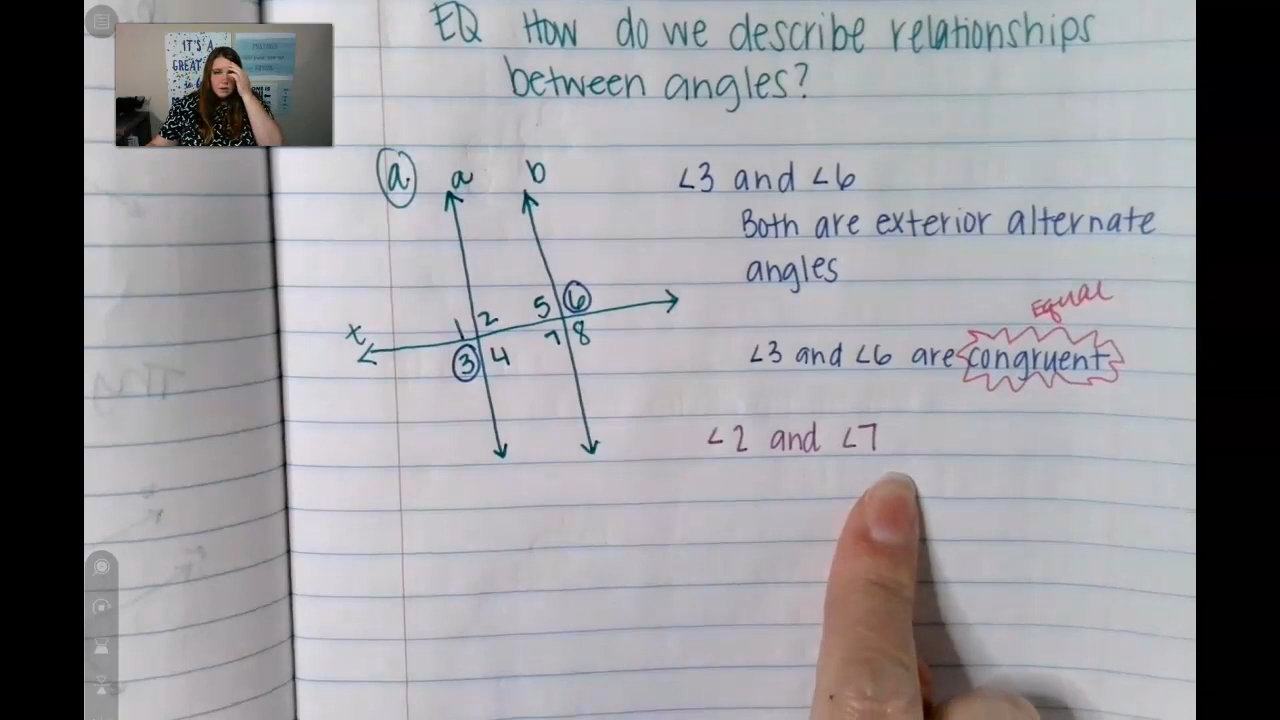 EQ How do we describe relationships
between angles?
IT'S A
GREAT
a
a
b
∠3 and ∠6
Both are exterior alternate
angles
Equal
∠3 and ∠6 are congruent
t
1 2
5 6
3 4
7 8
∠2 and ∠7